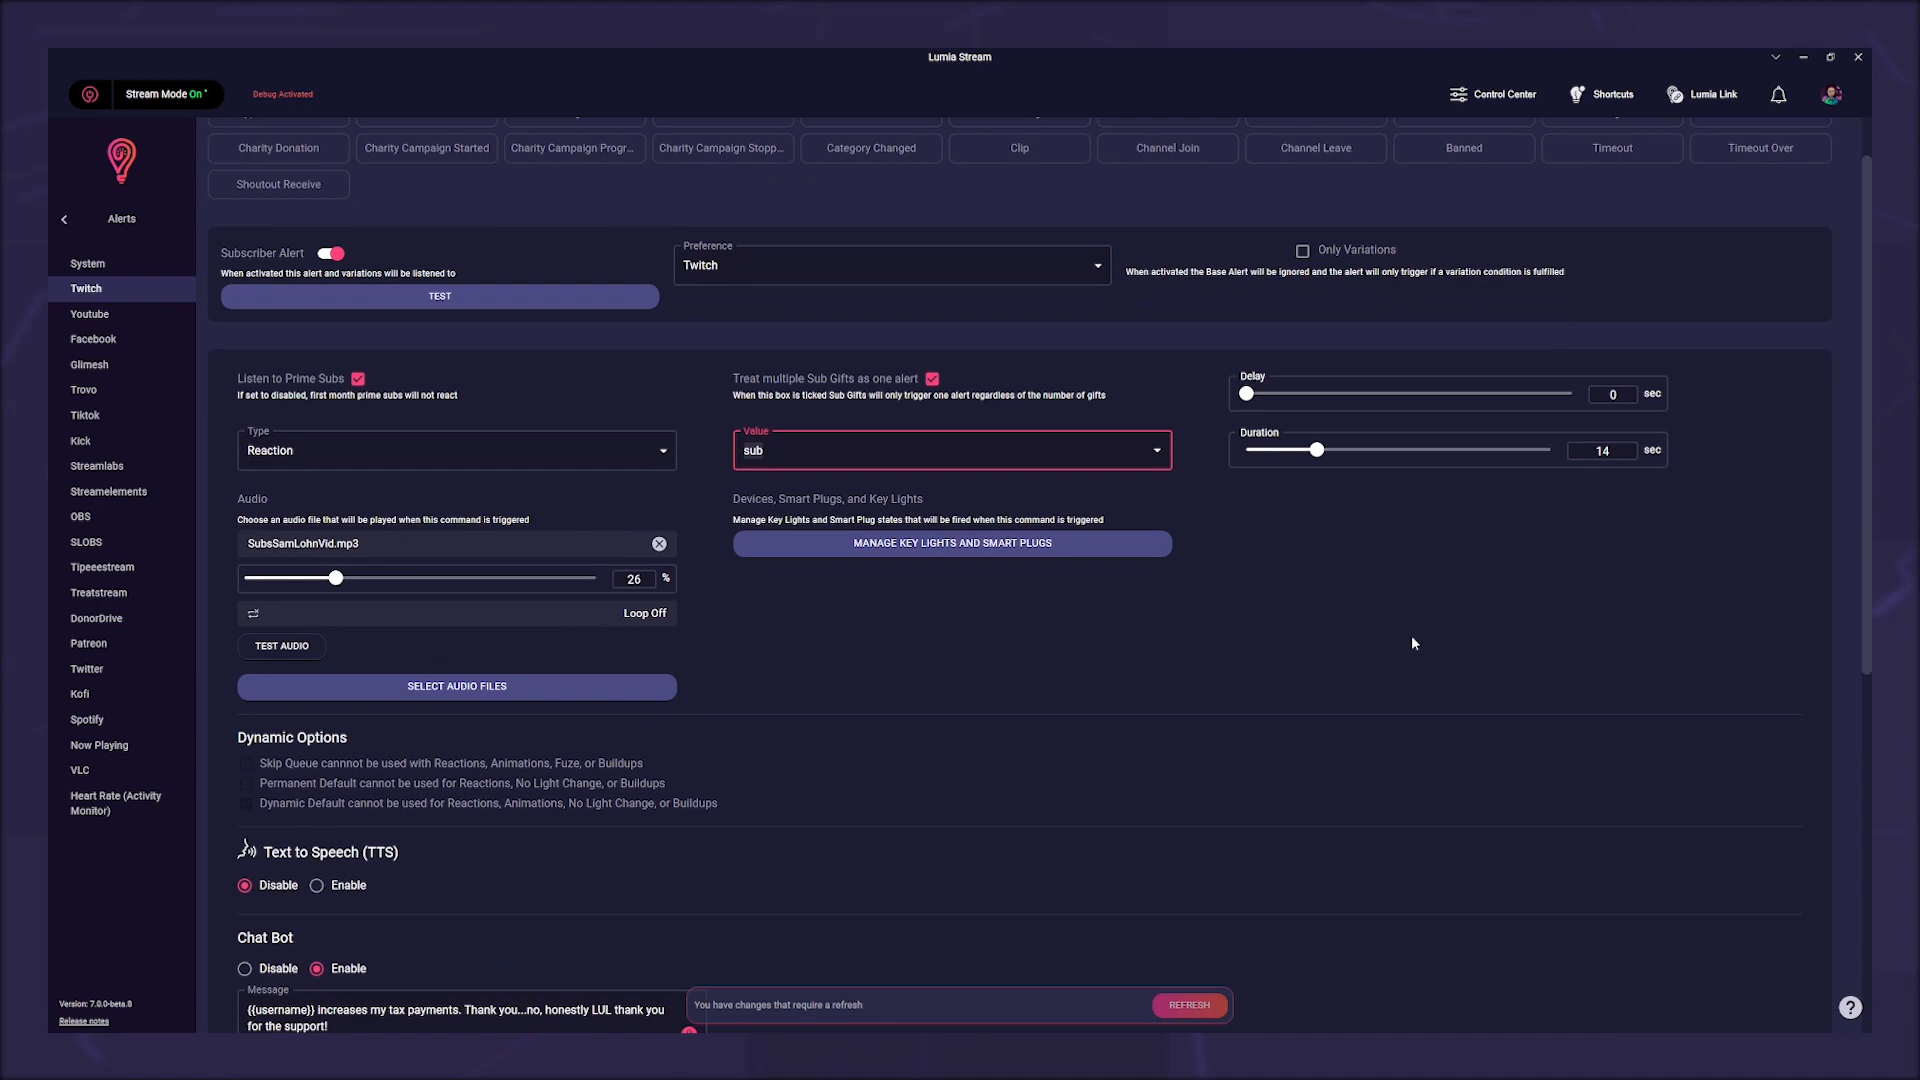 Lumia Stream
Stream Mode On
Debug Activated
Control Center
Shortcuts
Lumia Link
Charity Donation
Charity Campaign Started
Charity Campaign Progr...
Charity Campaign Stopp...
Category Changed
Clip
Channel Join
Channel Leave
Banned
Timeout
Timeout Over
Shoutout Receive
Alerts
System
Twitch
Youtube
Facebook
Glimesh
Trovo
Tiktok
Kick
Streamlabs
Streamelements
OBS
SLOBS
Tipeeestream
Treatstream
DonorDrive
Patreon
Twitter
Kofi
Spotify
Now Playing
VLC
Heart Rate (Activity
Monitor)
Version: 7.0.0-beta.8
Release notes
Subscriber Alert
When activated this alert and variations will be listened to
TEST
Preference
Twitch
Only Variations
When activated the Base Alert will be ignored and the alert will only trigger if a variation condition is fulfilled
Listen to Prime Subs
If set to disabled, first month prime subs will not react
Treat multiple Sub Gifts as one alert
When this box is ticked Sub Gifts will only trigger one alert regardless of the number of gifts
Delay
0 sec
Type
Reaction
Value
sub
Duration
14 sec
Audio
Choose an audio file that will be played when this command is triggered
SubsSamLohnVid.mp3
26 %
Loop Off
TEST AUDIO
SELECT AUDIO FILES
Devices, Smart Plugs, and Key Lights
Manage Key Lights and Smart Plug states that will be fired when this command is triggered
MANAGE KEY LIGHTS AND SMART PLUGS
Dynamic Options
Skip Queue cannnot be used with Reactions, Animations, Fuze, or Buildups
Permanent Default cannot be used for Reactions, No Light Change, or Buildups
Dynamic Default cannot be used for Reactions, Animations, No Light Change, or Buildups
Text to Speech (TTS)
Disable
Enable
Chat Bot
Disable
Enable
Message
{{username}} increases my tax payments. Thank you...no, honestly LUL thank you
for the support!
You have changes that require a refresh
REFRESH
?